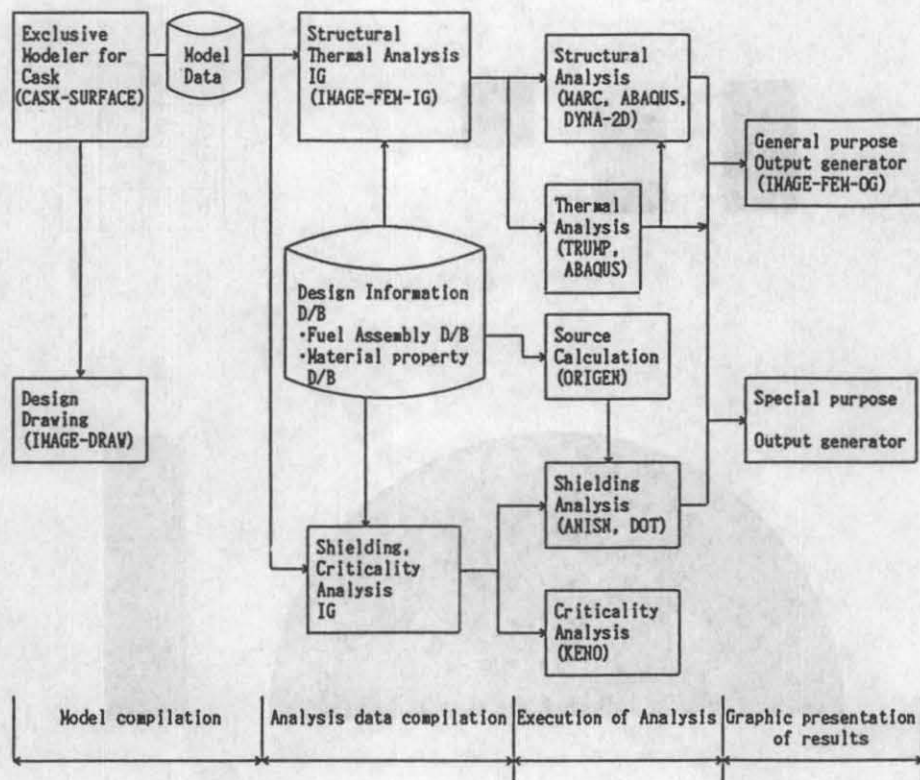 Exclusive
Modeler for
Cask
(CASK-SURFACE)
Model
Data
Structural
Thermal Analysis
IG
(IMAGE-FEM-IG)
Structural
Analysis
(MARC, ABAQUS,
DYNA-2D)
General purpose
Output generator
(IMAGE-FEM-OG)
Thermal
Analysis
(TRUMP,
ABAQUS)
Design Information
D/B
・Fuel Assembly D/B
・Material property
D/B
Source
Calculation
(ORIGEN)
Design
Drawing
(IMAGE-DRAW)
Special purpose
Output generator
Shielding
Analysis
(ANISN, DOT)
Shielding,
Criticality
Analysis
IG
Criticality
Analysis
(KENO)
Model compilation
Analysis data compilation
Execution of Analysis
Graphic presentation
of results